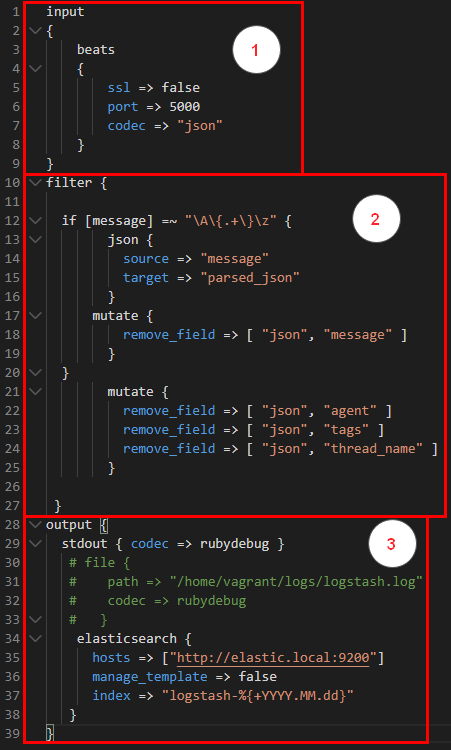 1 input
2 {
3     beats
4     {
5         ssl => false
6         port => 5000
7         codec => "json"
8     }
9 }
1
10 filter {
11
12   if [message] =~ "\A\{.+\}\z" {
13         json {
14           source => "message"
15           target => "parsed_json"
16         }
17       mutate {
18           remove_field => [ "json", "message" ]
19         }
20   }
21         mutate {
22           remove_field => [ "json", "agent" ]
23           remove_field => [ "json", "tags" ]
24           remove_field => [ "json", "thread_name" ]
25         }
26
27  }
2
28 output {
29   stdout { codec => rubydebug }
30    # file {
31    #    path => "/home/vagrant/logs/logstash.log"
32    #    codec => rubydebug
33    #   }
34     elasticsearch {
35       hosts => ["http://elastic.local:9200"]
36       manage_template => false
37       index => "logstash-%{+YYYY.MM.dd}"
38    }
39 }
3